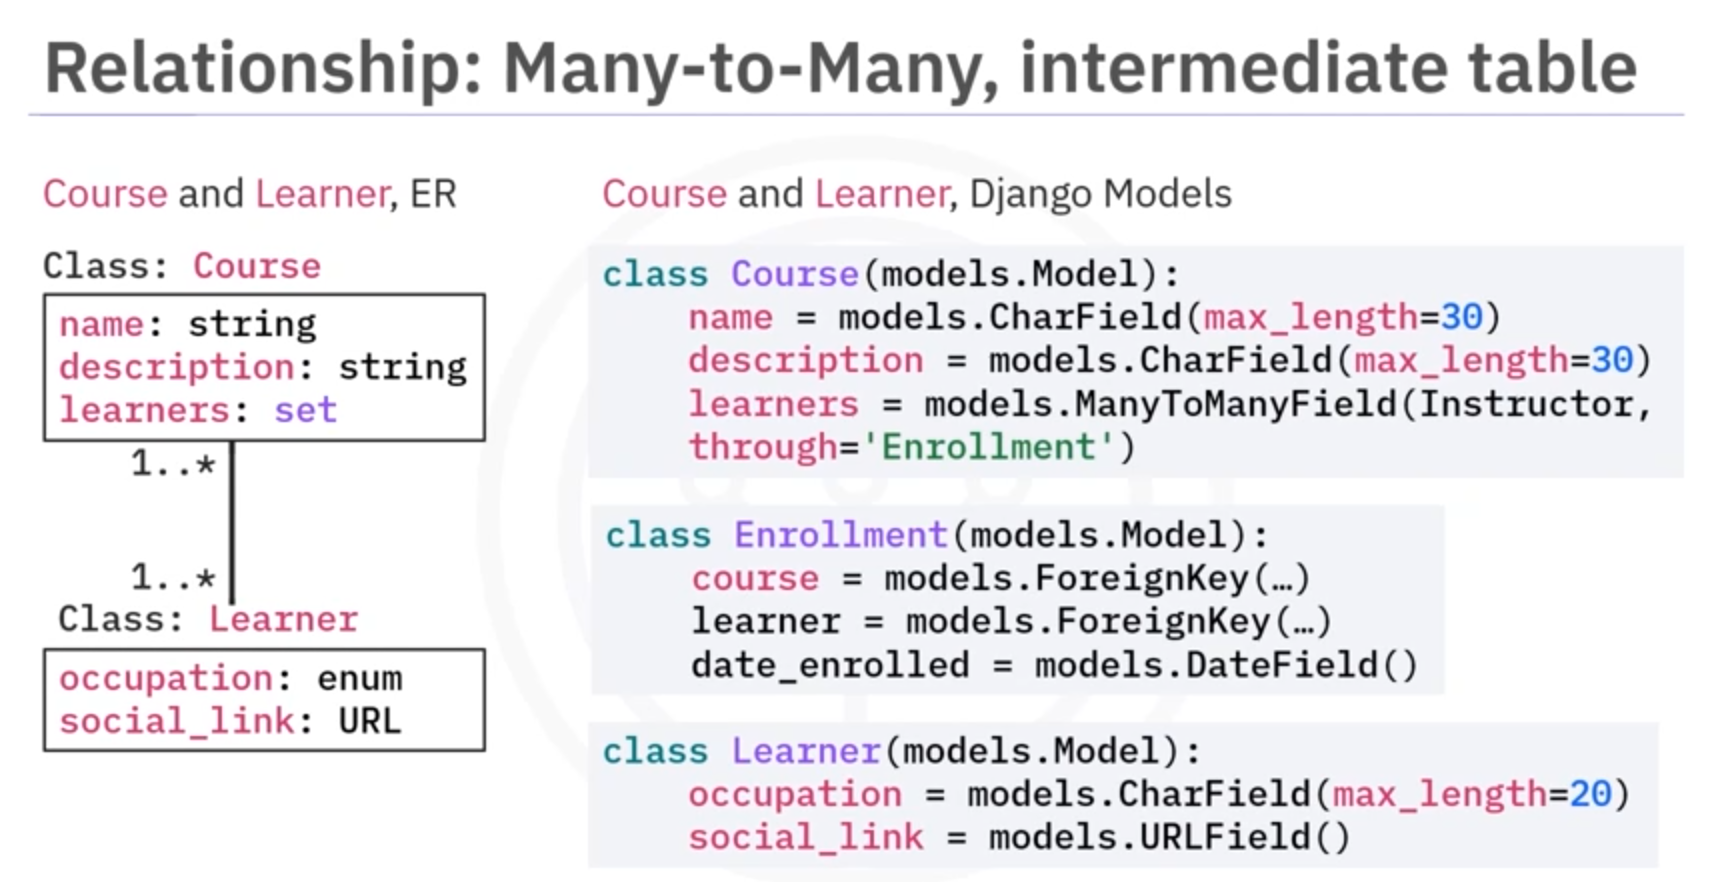 Relationship: Many-to-Many, intermediate table
Course and Learner, ER
Class: Course
name: string
description: string
learners: set
1..*
1..*
Class: Learner
occupation: enum
social_link: URL
Course and Learner, Django Models
class Course(models.Model):
    name = models.CharField(max_length=30)
    description = models.CharField(max_length=30)
    learners = models.ManyToManyField(Instructor,
    through='Enrollment')
class Enrollment(models.Model):
    course = models.ForeignKey(…)
    learner = models.ForeignKey(…)
    date_enrolled = models.DateField()
class Learner(models.Model):
    occupation = models.CharField(max_length=20)
    social_link = models.URLField()